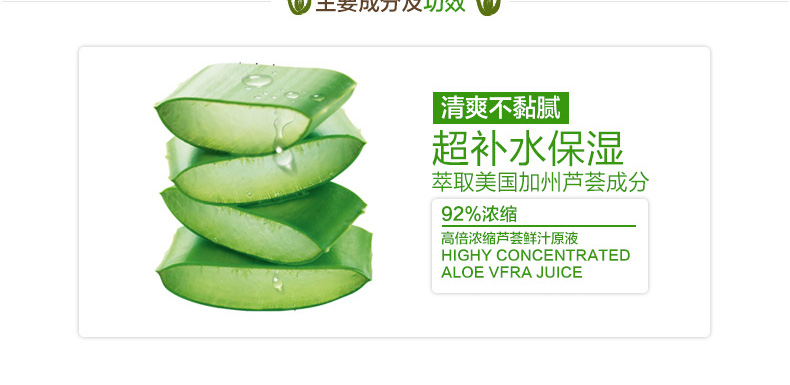 主要成分及功效
清爽不黏腻
超补水保湿
萃取美国加州芦荟成分
92%浓缩
高倍浓缩芦荟鲜汁原液
HIGHY CONCENTRATED
ALOE VFRA JUICE